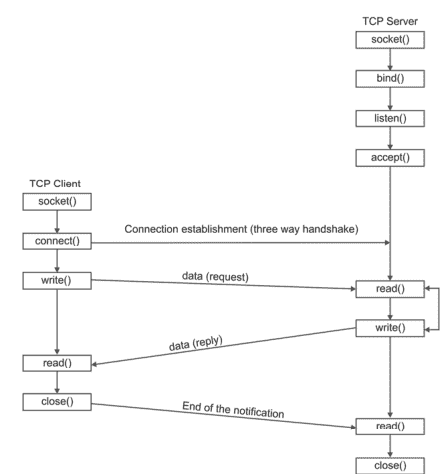 TCP Server
socket()
bind()
listen()
accept()
TCP Client
socket()
Connection establishment (three way handshake)
connect()
write()
data (request)
read()
write()
data (reply)
read()
close()
End of the notification
read()
close()